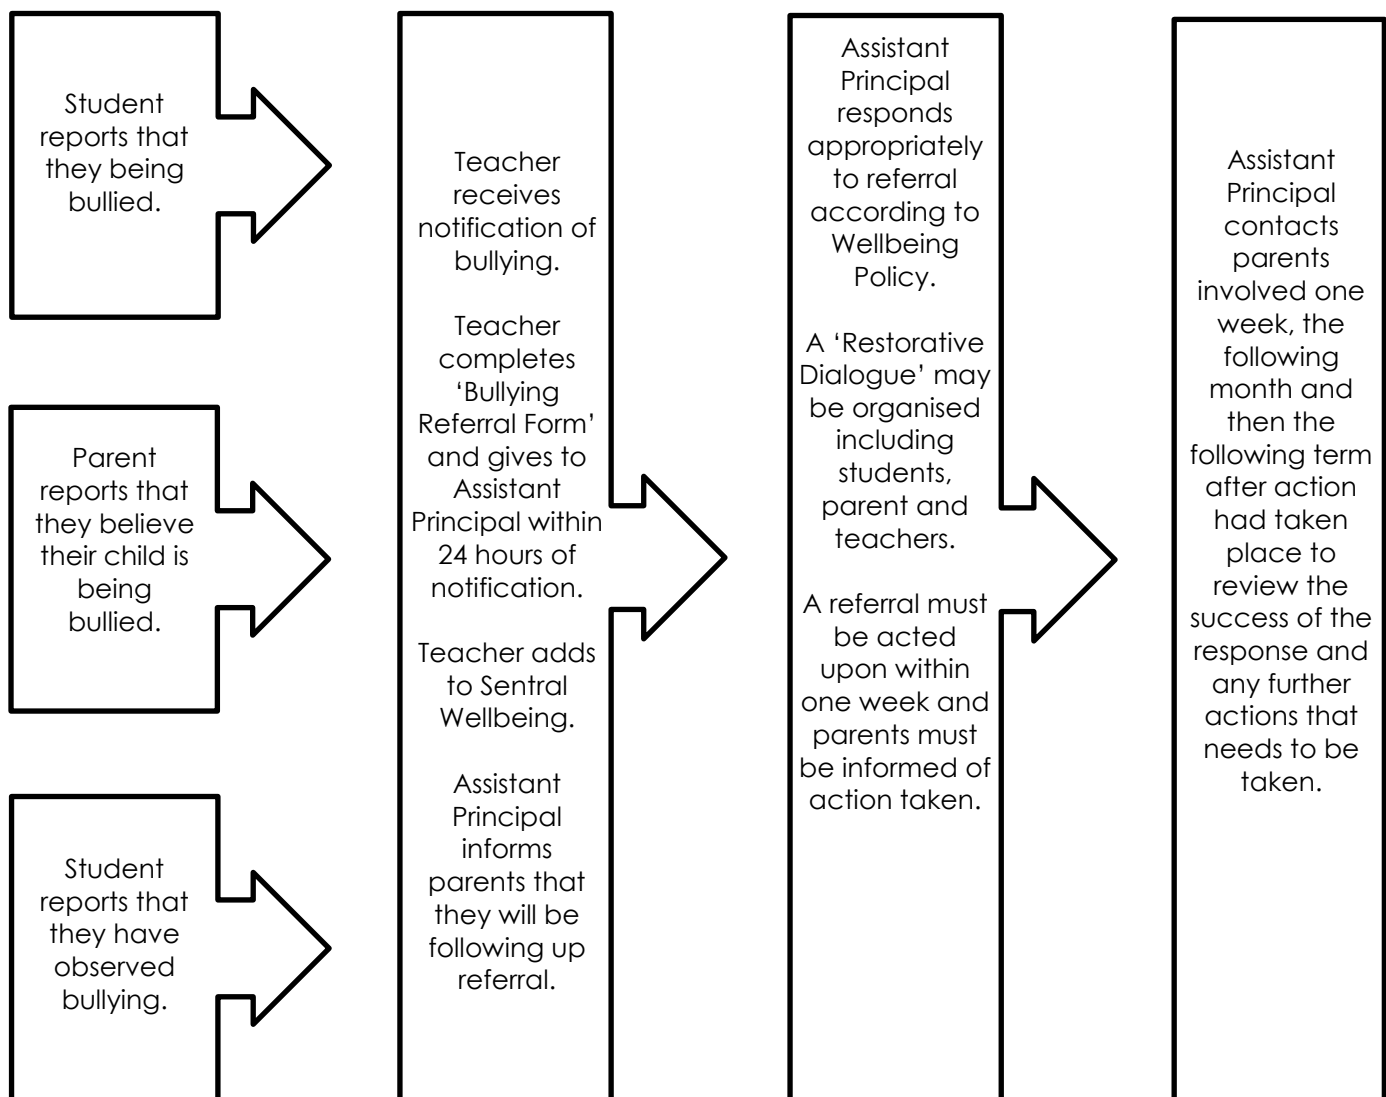 Student
reports that
they being
bullied.
Parent
reports that
they believe
their child is
being
bullied.
Student
reports that
they have
observed
bullying.
Teacher
receives
notification of
bullying.
Teacher
completes
‘Bullying
Referral Form’
and gives to
Assistant
Principal within
24 hours of
notification.
Teacher adds
to Sentral
Wellbeing.
Assistant
Principal
informs
parents that
they will be
following up
referral.
Assistant
Principal
responds
appropriately
to referral
according to
Wellbeing
Policy.
A ‘Restorative
Dialogue’ may
be organised
including
students,
parent and
teachers.
A referral must
be acted
upon within
one week and
parents must
be informed of
action taken.
Assistant
Principal
contacts
parents
involved one
week, the
following
month and
then the
following term
after action
had taken
place to
review the
success of the
response and
any further
actions that
needs to be
taken.